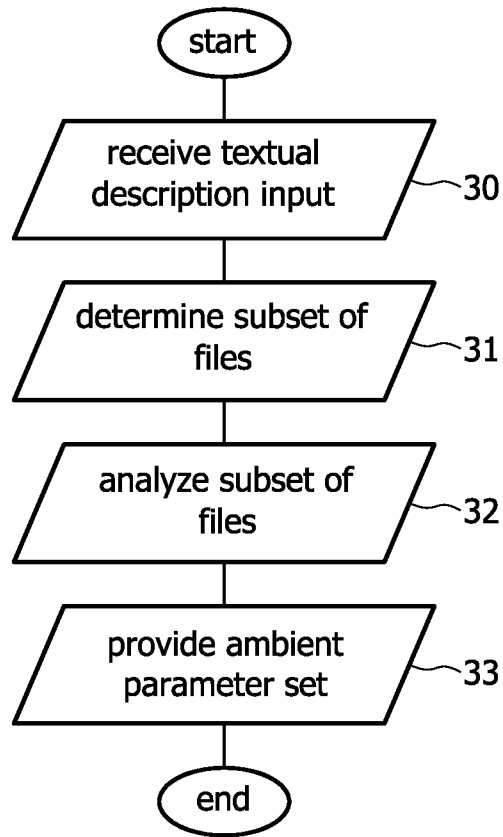 start
receive textual
description input
30
determine subset of
files
31
analyze subset of
files
32
provide ambient
parameter set
33
end